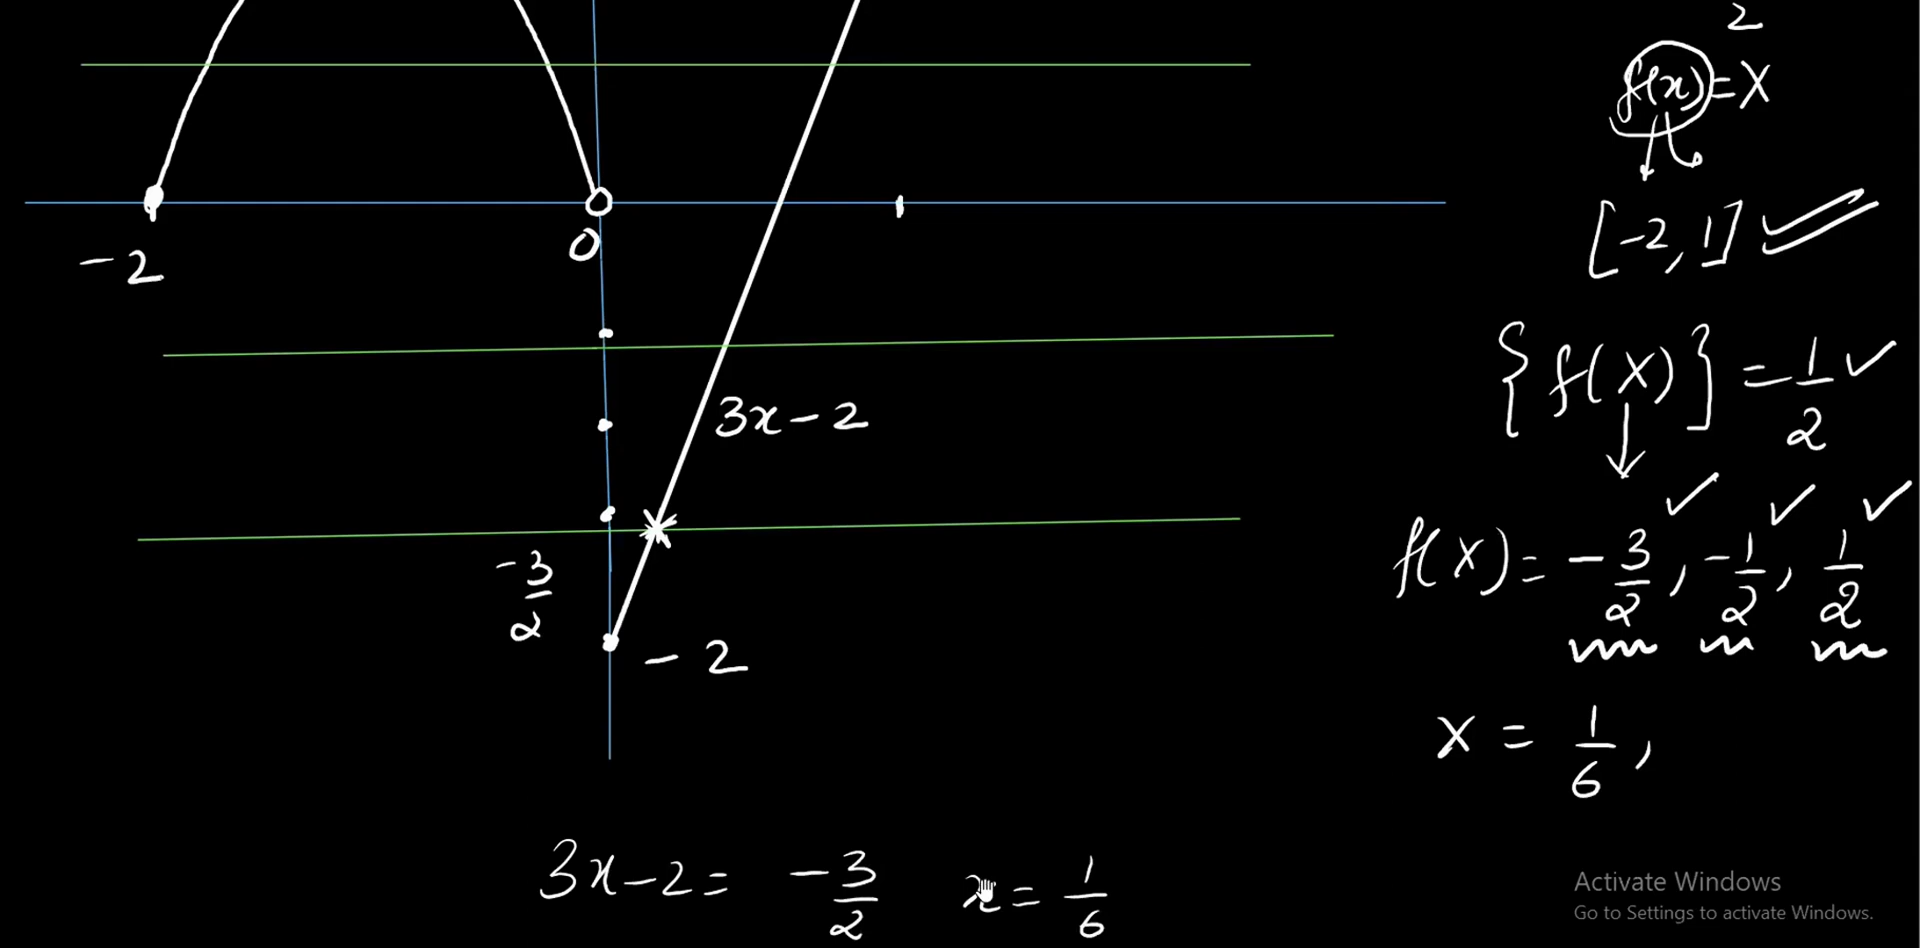 2
f(x) = X
[-2, 1]
-2
0
{f(X)} = 1/2
3x-2
f(X) = -3/2, -1/2, 1/2
-3/2
-2
X = 1/6,
3x-2 = -3/2 x = 1/6
Activate Windows
Go to Settings to activate Windows.